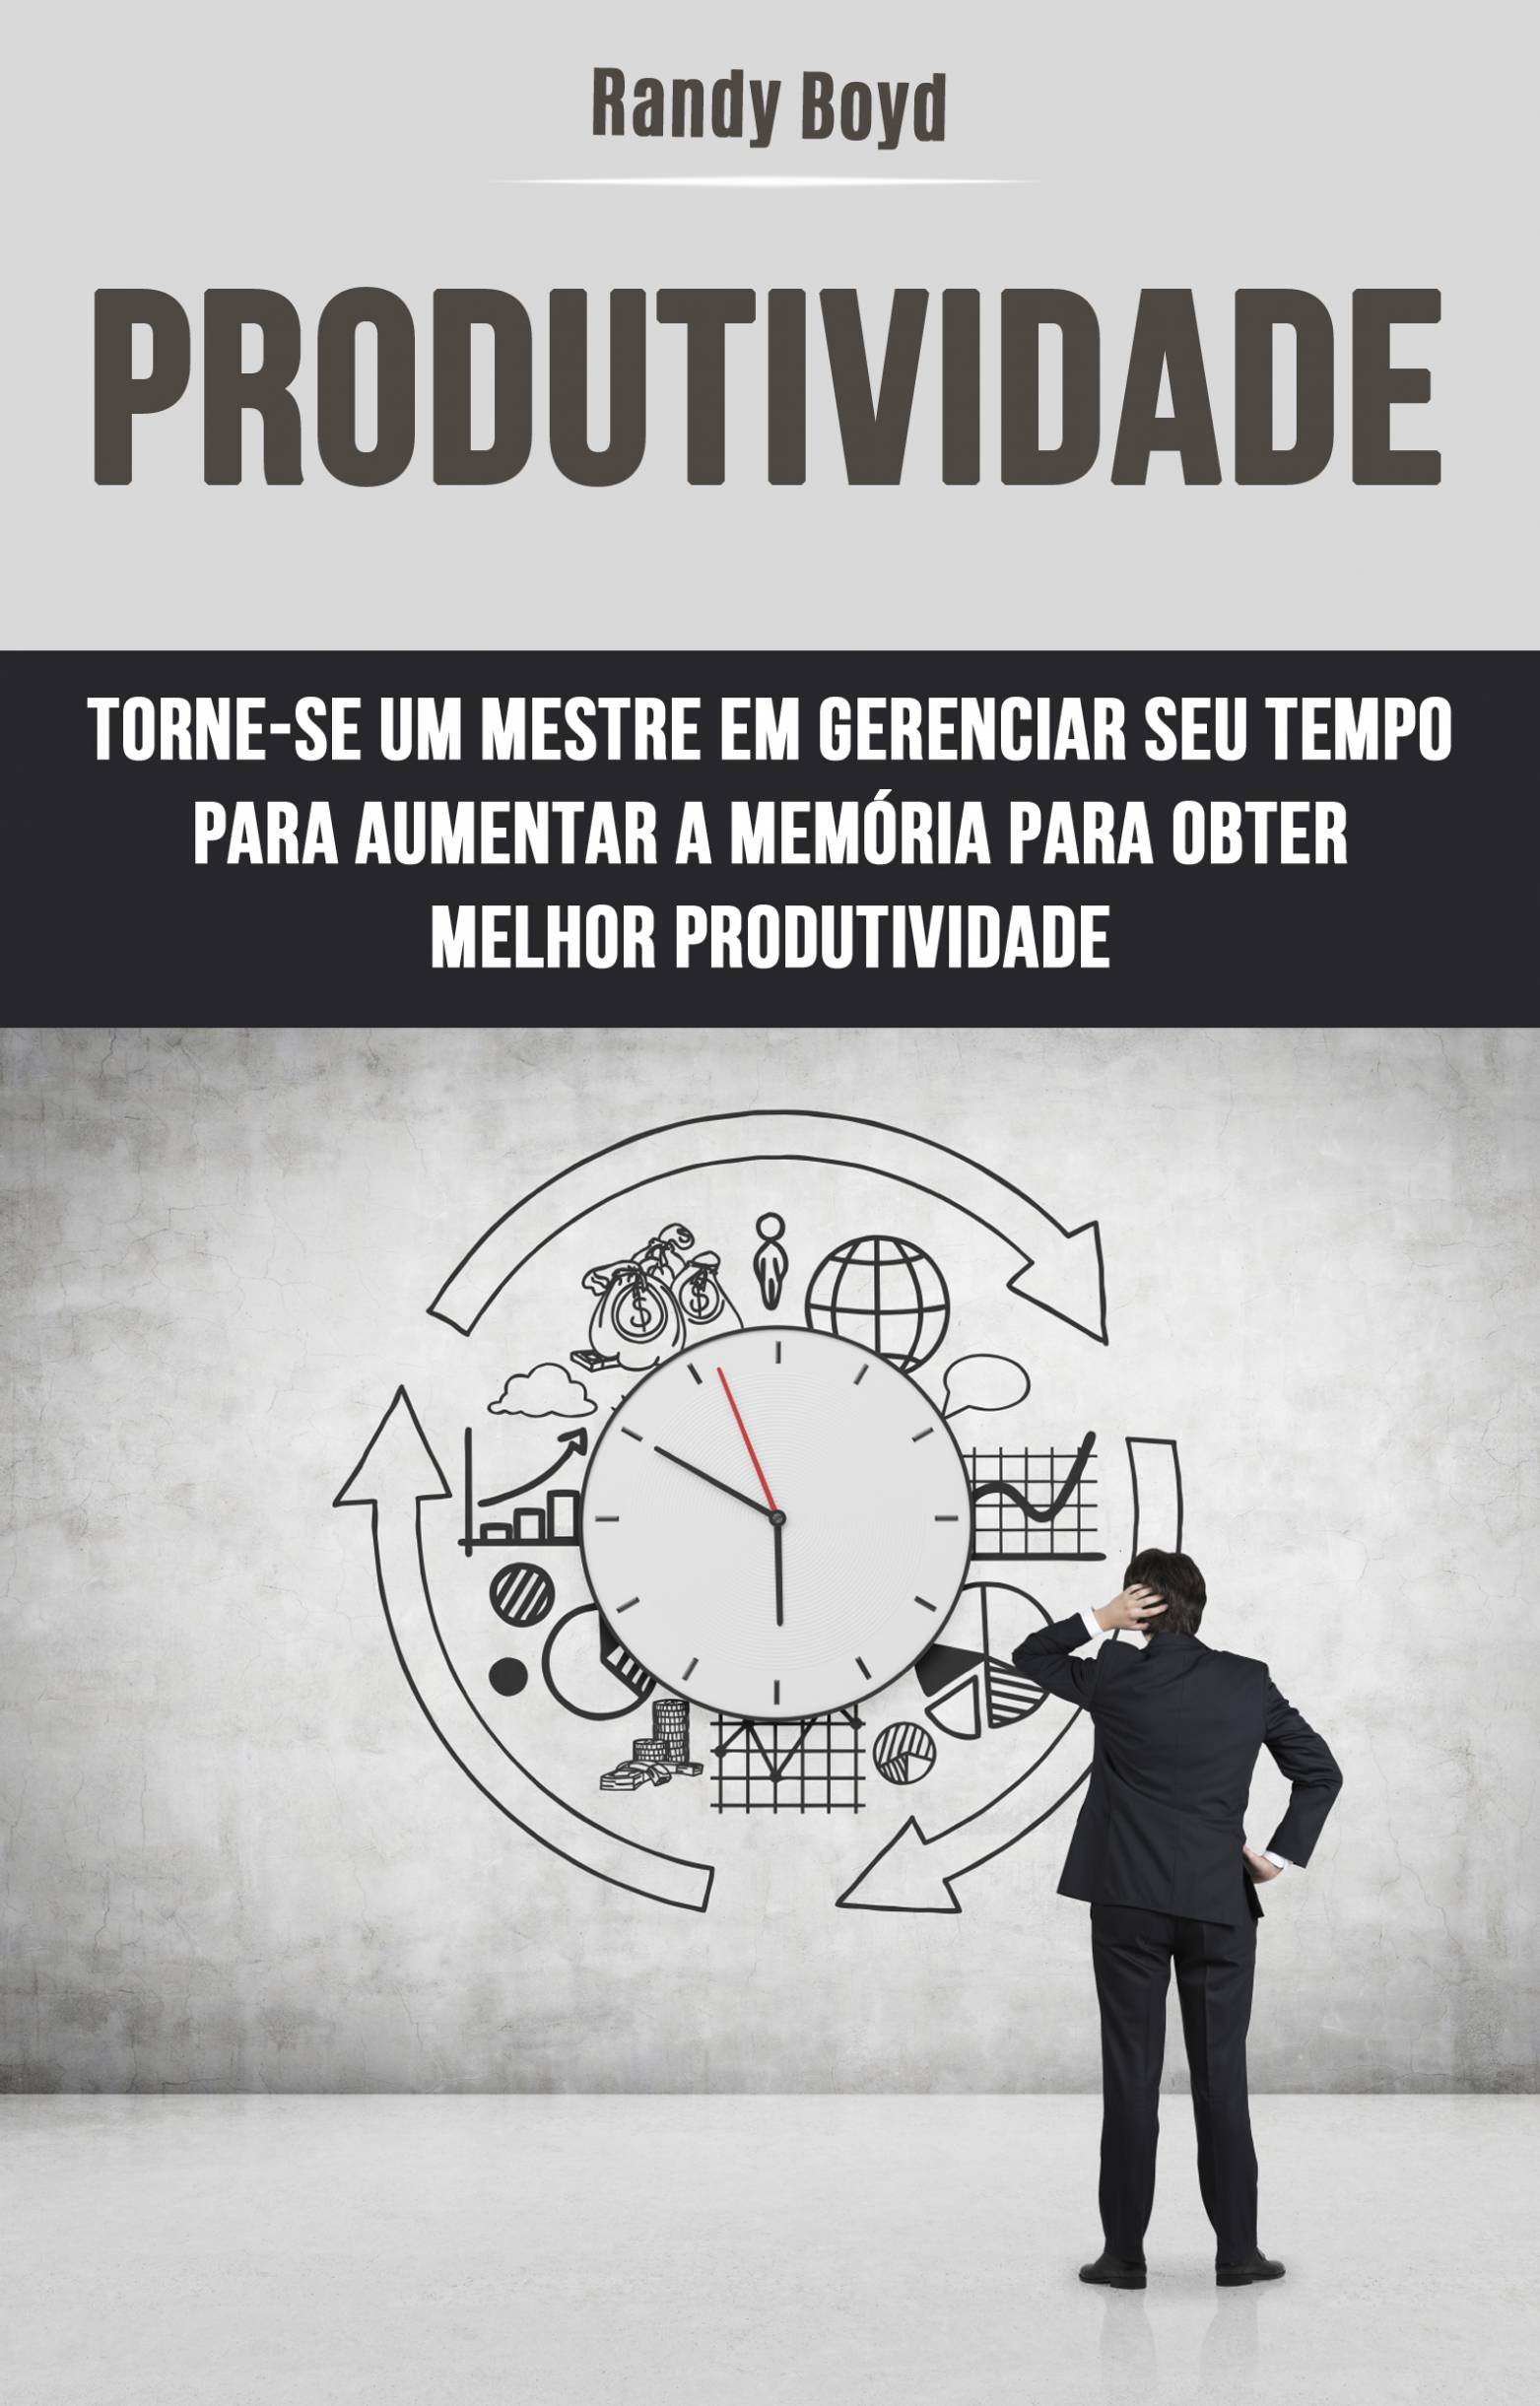 Randy Boyd
PRODUTIVIDADE
TORNE-SE UM MESTRE EM GERENCIAR SEU TEMPO
PARA AUMENTAR A MEMÓRIA PARA OBTER
MELHOR PRODUTIVIDADE
$
$